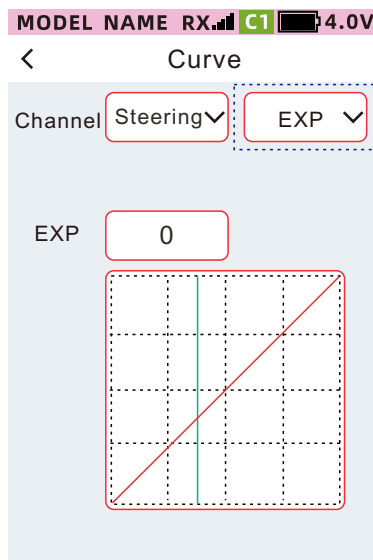 MODEL NAME RX C1 4.0V
Curve
Channel Steering EXP
EXP 0